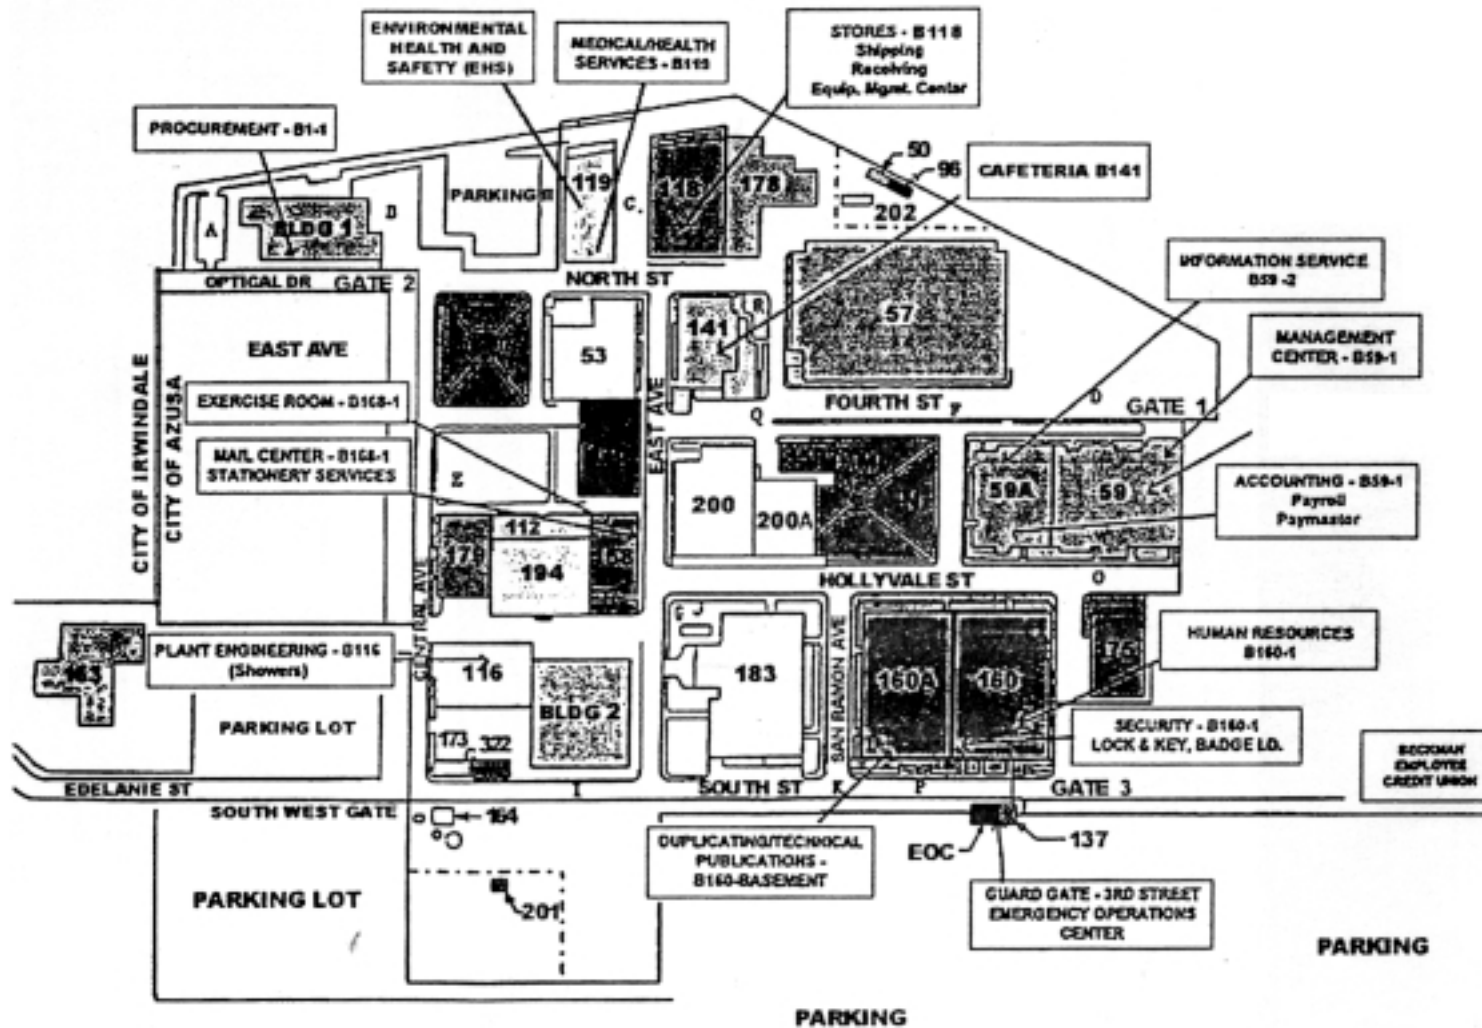 ENVIRONMENTAL
HEALTH AND
SAFETY (EHS)
MEDICAL/HEALTH
SERVICES - B119
STORES - B118
Shipping
Receiving
Equip. Mgmt. Center
PROCUREMENT - B1-1
CAFETERIA B141
50
96
202
PARKING
119
C.
118
178
A
BLDG 1
B
OPTICAL DR
GATE 2
NORTH ST
INFORMATION SERVICE
B59 -2
EAST AVE
53
141
R
57
MANAGEMENT
CENTER - B59-1
CITY OF IRWINDALE
CITY OF AZUSA
EXERCISE ROOM - B168-1
EAST AVE
Q
FOURTH ST
F
D
GATE 1
MAIL CENTER - B168-1
STATIONERY SERVICES
Z
200
200A
59A
59
ACCOUNTING - B59-1
Payroll
Paymaster
179
112
194
158
HOLLYVALE ST
O
CENTRAL AVE
163
PLANT ENGINEERING - B116
(Showers)
116
BLDG 2
J
183
SAN RAMON AVE
160A
160
175
HUMAN RESOURCES
B160-1
PARKING LOT
173
322
SECURITY - B160-1
LOCK & KEY, BADGE I.D.
BECKMAN
EMPLOYEE
CREDIT UNION
EDELANIE ST
I
SOUTH ST
K
P
GATE 3
SOUTH WEST GATE
164
DUPLICATING/TECHNICAL
PUBLICATIONS -
B160-BASEMENT
EOC
137
PARKING LOT
201
GUARD GATE - 3RD STREET
EMERGENCY OPERATIONS
CENTER
PARKING
PARKING